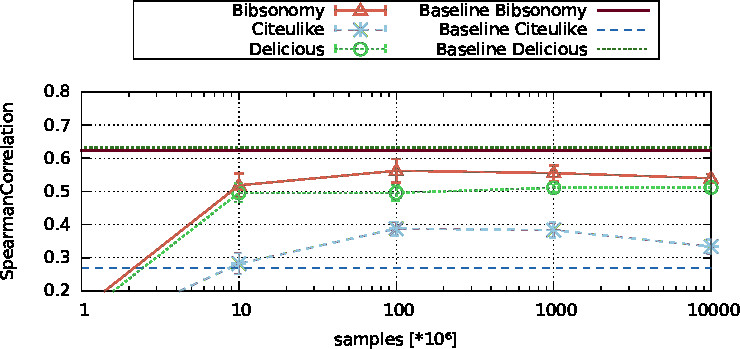 Bibsonomy Baseline Bibsonomy
Citeulike Baseline Citeulike
Delicious Baseline Delicious
0.8
0.7
0.6
0.5
0.4
0.3
0.2
SpearmanCorrelation
1 10 100 1000 10000
samples [*10⁶]